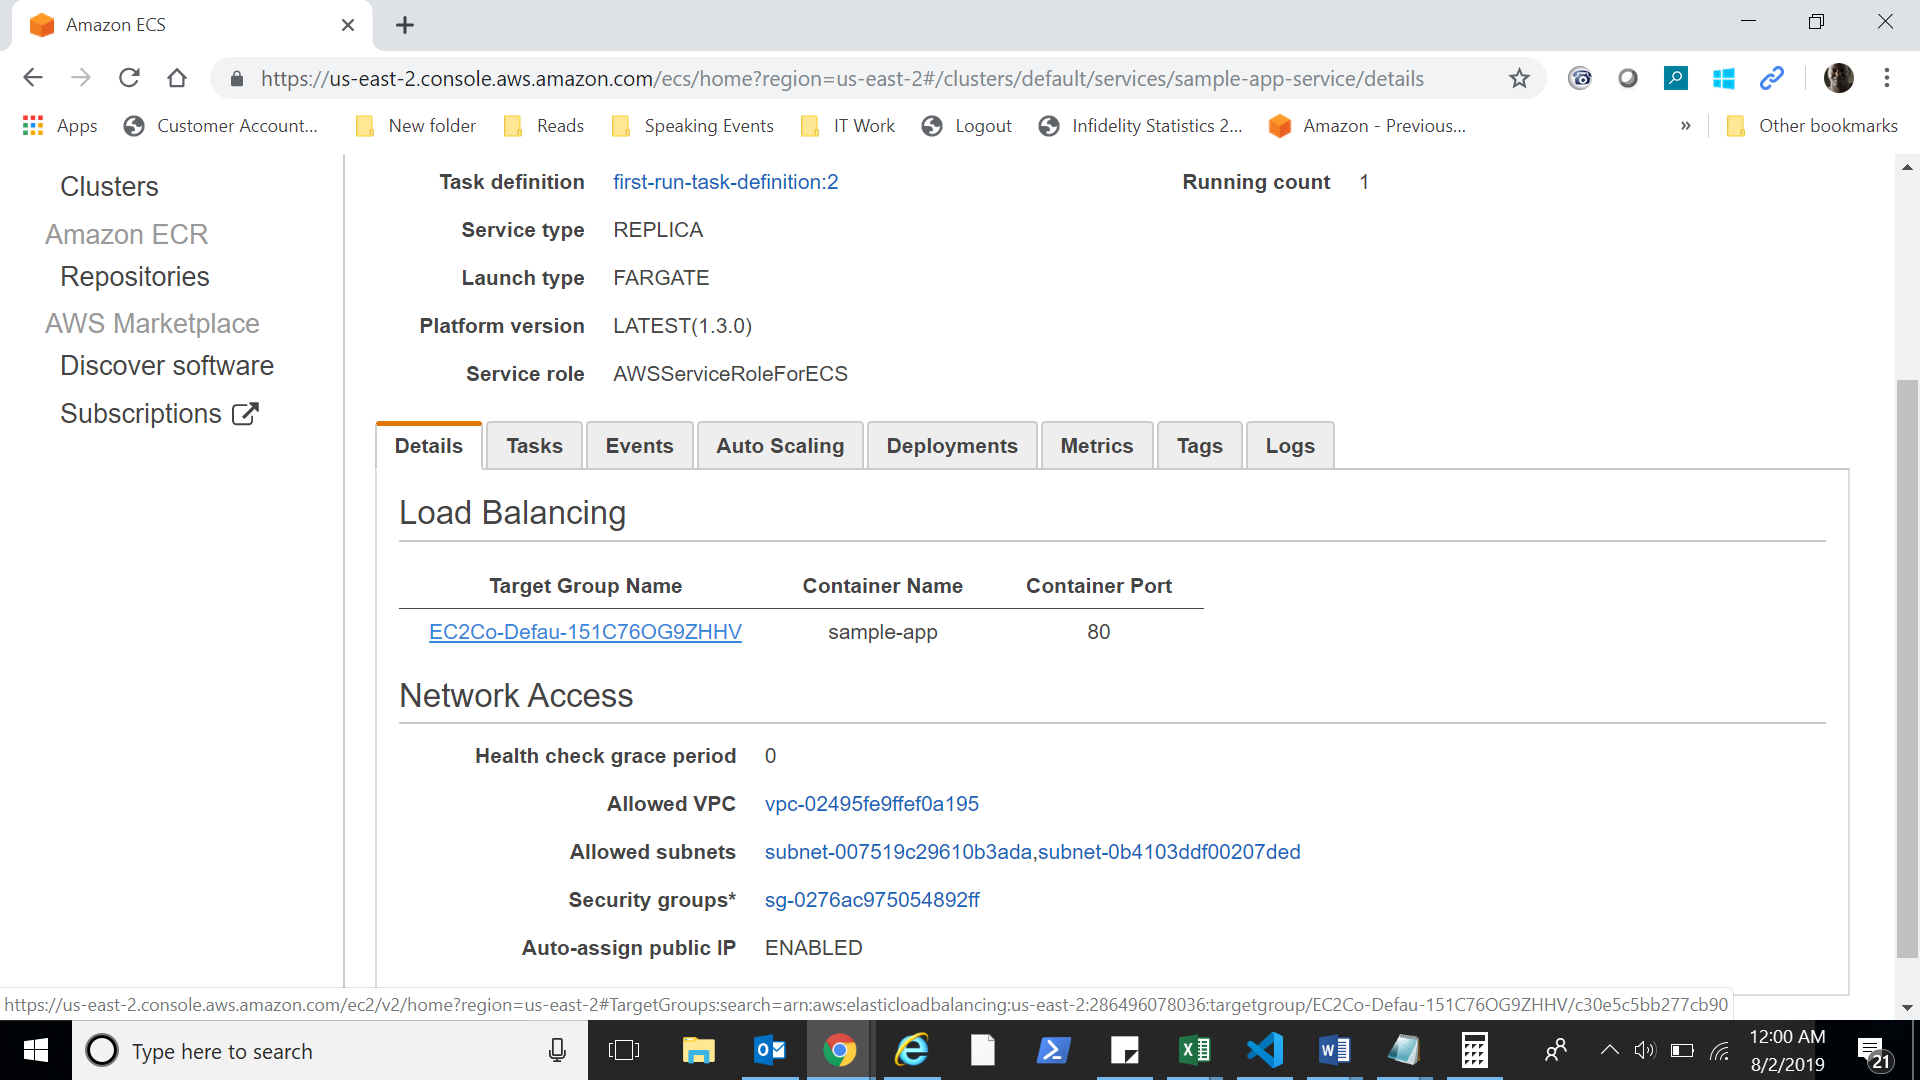 Amazon ECS
https://us-east-2.console.aws.amazon.com/ecs/home?region=us-east-2#/clusters/default/services/sample-app-service/details
Apps
Customer Account...
New folder
Reads
Speaking Events
IT Work
Logout
Infidelity Statistics 2...
Amazon - Previous...
»
Other bookmarks
Clusters
Amazon ECR
Repositories
AWS Marketplace
Discover software
Subscriptions
Task definition first-run-task-definition:2
Running count 1
Service type REPLICA
Launch type FARGATE
Platform version LATEST(1.3.0)
Service role AWSServiceRoleForECS
Details Tasks Events Auto Scaling Deployments Metrics Tags Logs
Load Balancing
Target Group Name Container Name Container Port
EC2Co-Defau-151C76OG9ZHHV sample-app 80
Network Access
Health check grace period 0
Allowed VPC vpc-02495fe9ffef0a195
Allowed subnets subnet-007519c29610b3ada,subnet-0b4103ddf00207ded
Security groups* sg-0276ac975054892ff
Auto-assign public IP ENABLED
https://us-east-2.console.aws.amazon.com/ec2/v2/home?region=us-east-2#TargetGroups:search=arn:aws:elasticloadbalancing:us-east-2:286496078036:targetgroup/EC2Co-Defau-151C76OG9ZHHV/c30e5c5bb277cb90
Type here to search
12:00 AM
8/2/2019
21